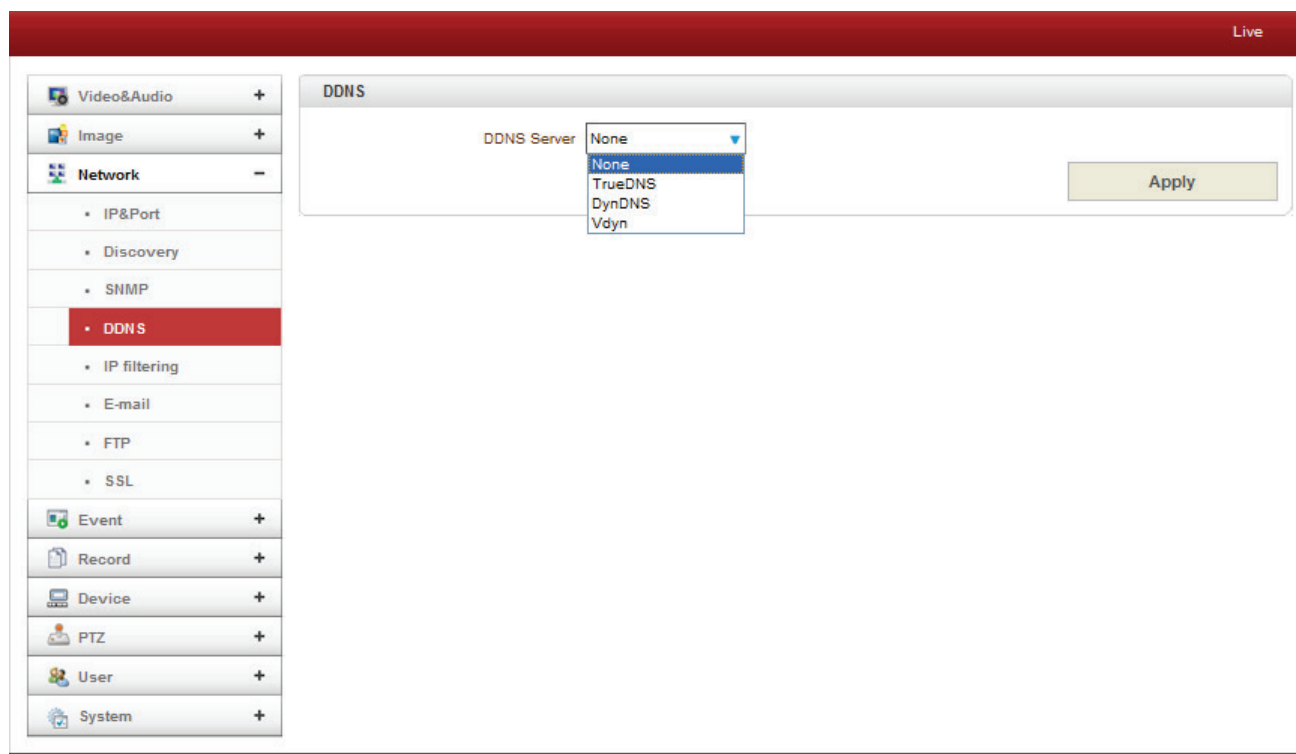 Live
Video&Audio +
Image +
Network −
• IP&Port
• Discovery
• SNMP
• DDNS
• IP filtering
• E-mail
• FTP
• SSL
Event +
Record +
Device +
PTZ +
User +
System +
DDNS
DDNS Server None
None
TrueDNS
DynDNS
Vdyn
Apply